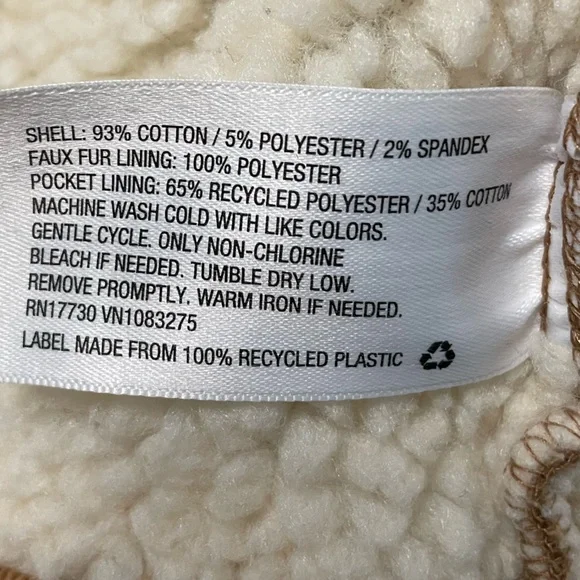 SHELL: 93% COTTON / 5% POLYESTER / 2% SPANDEX
FAUX FUR LINING: 100% POLYESTER
POCKET LINING: 65% RECYCLED POLYESTER / 35% COTTON
MACHINE WASH COLD WITH LIKE COLORS.
GENTLE CYCLE. ONLY NON-CHLORINE
BLEACH IF NEEDED. TUMBLE DRY LOW.
REMOVE PROMPTLY. WARM IRON IF NEEDED.
RN17730 VN1083275
LABEL MADE FROM 100% RECYCLED PLASTIC